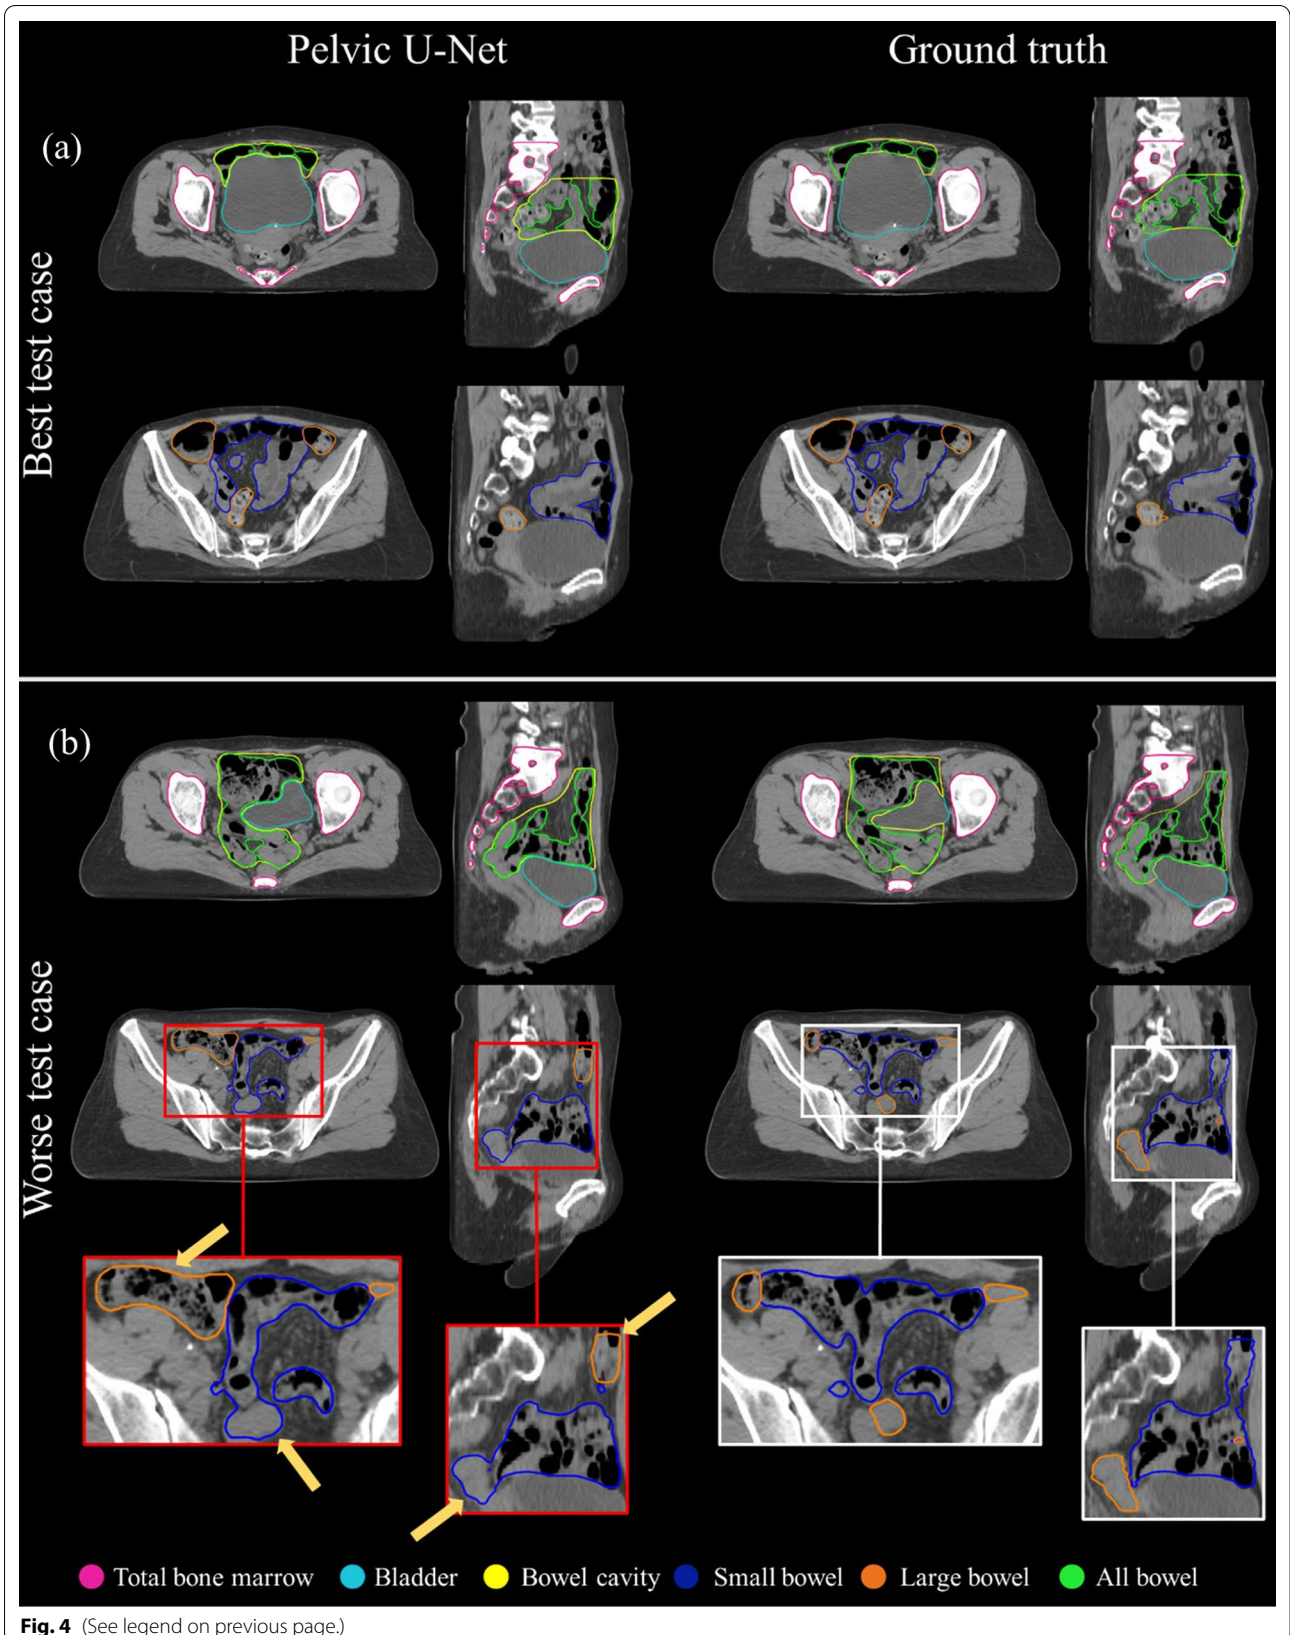 Pelvic U-Net
Ground truth
(a)
Best test case
(b)
Worse test case
Total bone marrow
Bladder
Bowel cavity
Small bowel
Large bowel
All bowel
Fig. 4 (See legend on previous page.)